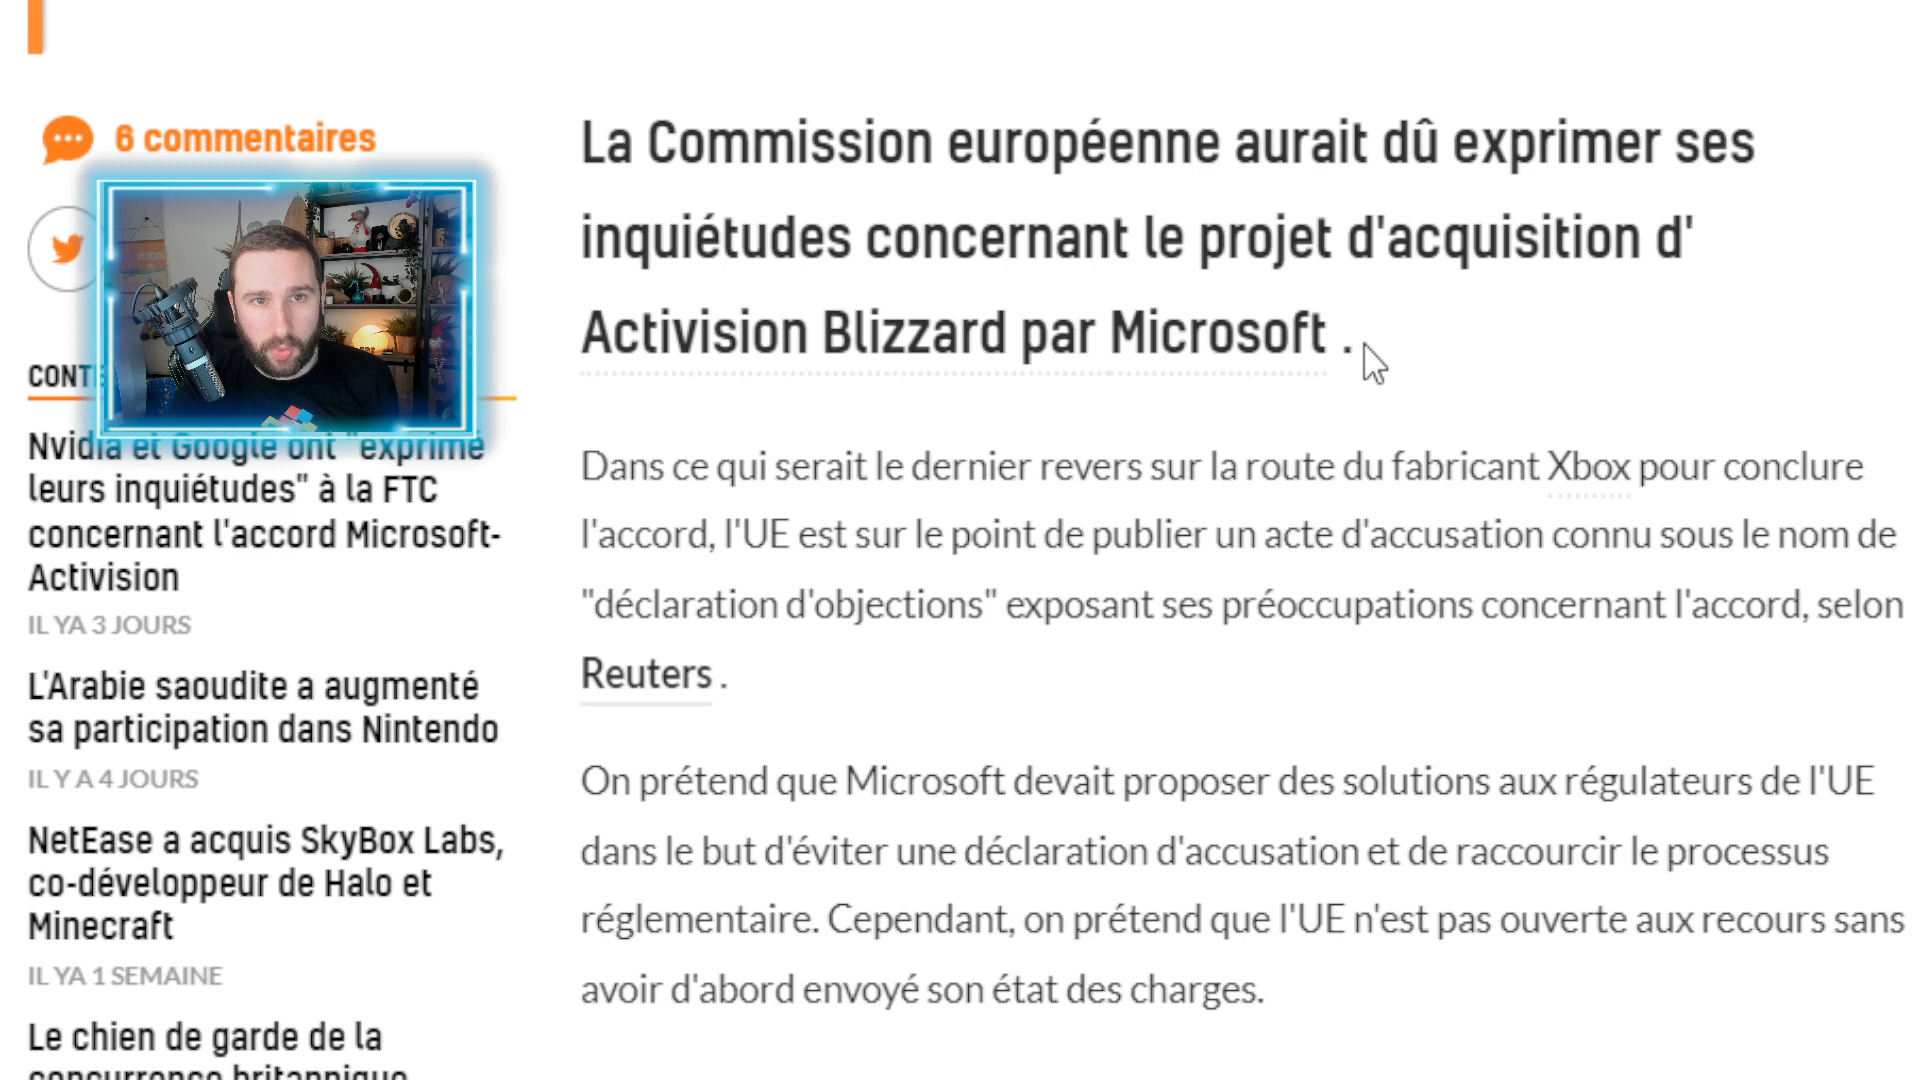 6 commentaires
La Commission européenne aurait dû exprimer ses
inquiétudes concernant le projet d'acquisition d'
Activision Blizzard par Microsoft .
Dans ce qui serait le dernier revers sur la route du fabricant Xbox pour conclure
l'accord, l'UE est sur le point de publier un acte d'accusation connu sous le nom de
"déclaration d'objections" exposant ses préoccupations concernant l'accord, selon
Reuters .
On prétend que Microsoft devait proposer des solutions aux régulateurs de l'UE
dans le but d'éviter une déclaration d'accusation et de raccourcir le processus
réglementaire. Cependant, on prétend que l'UE n'est pas ouverte aux recours sans
avoir d'abord envoyé son état des charges.
Nvidia et Google ont "exprimé
leurs inquiétudes" à la FTC
concernant l'accord Microsoft-
Activision
IL YA 3 JOURS
L'Arabie saoudite a augmenté
sa participation dans Nintendo
IL Y A 4 JOURS
NetEase a acquis SkyBox Labs,
co-développeur de Halo et
Minecraft
IL YA 1 SEMAINE
Le chien de garde de la
concurrence britannique